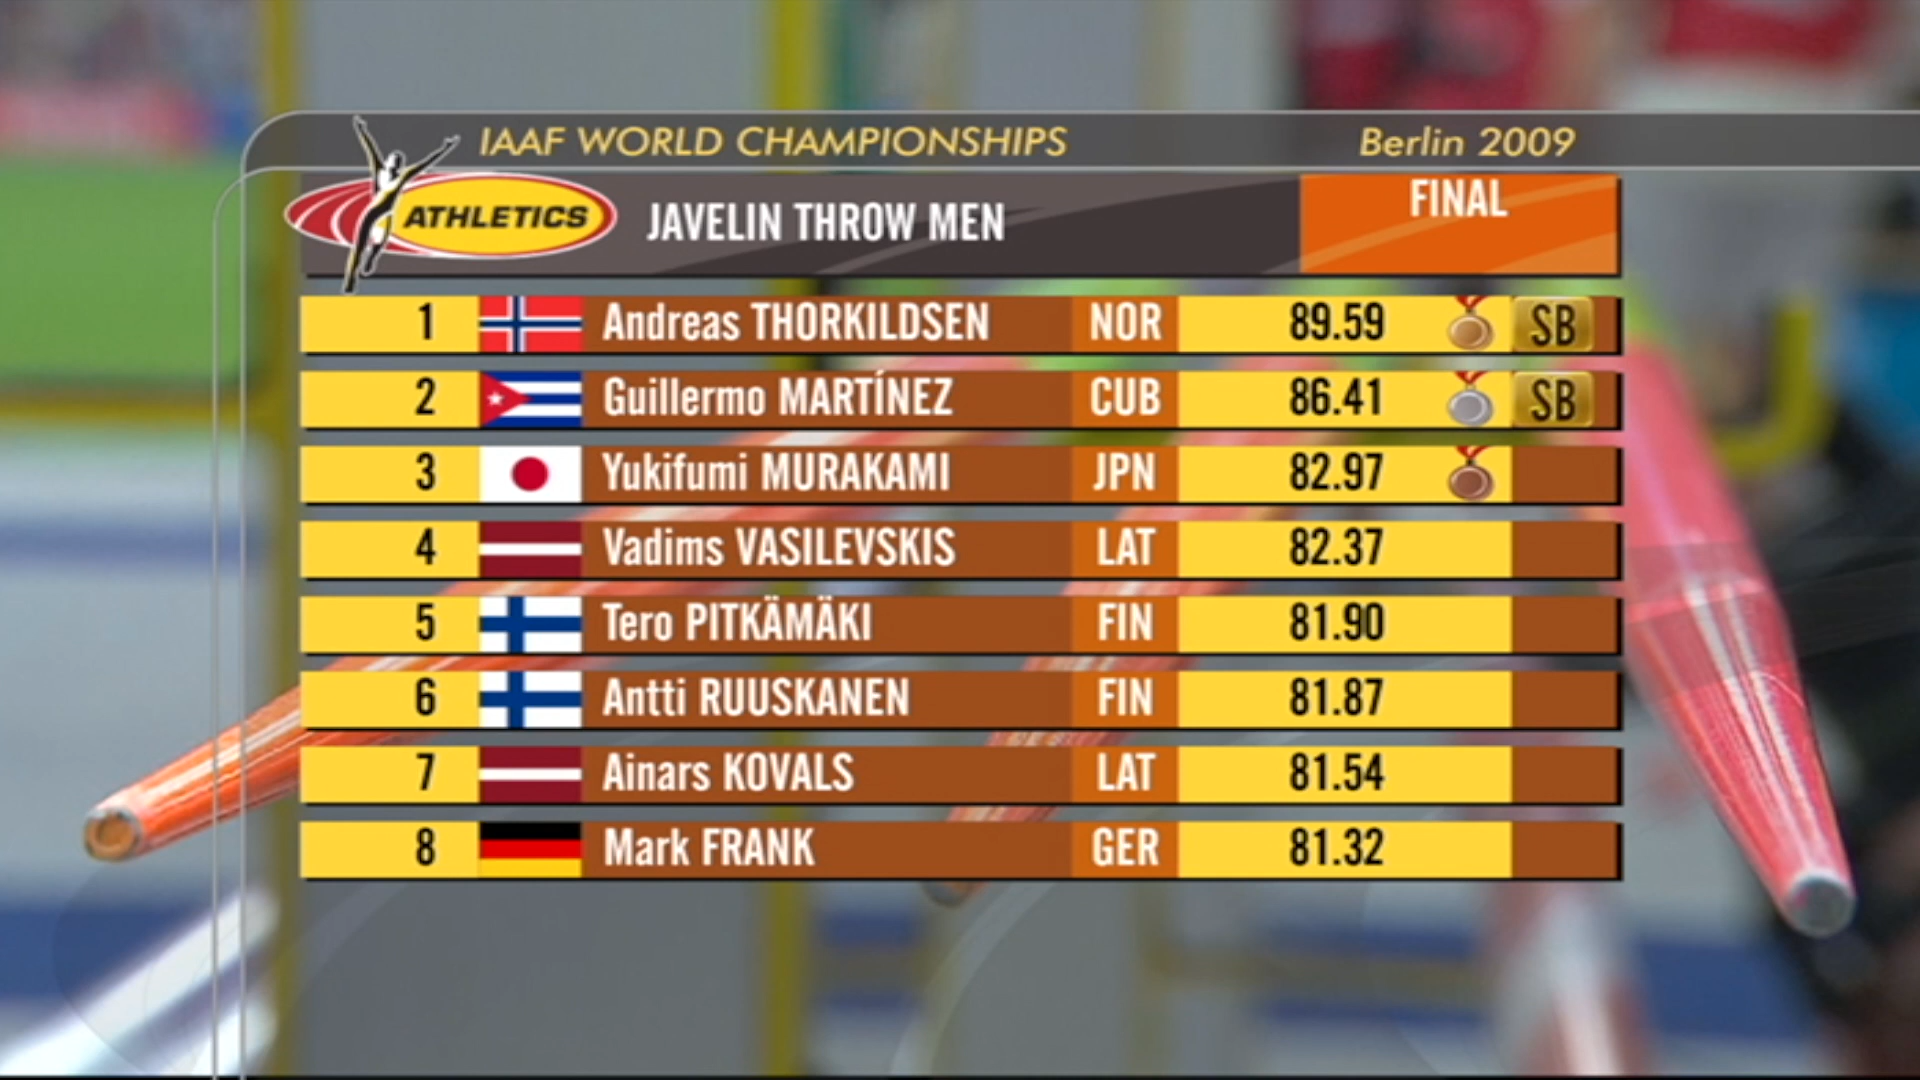 IAAF WORLD CHAMPIONSHIPS Berlin 2009
ATHLETICS JAVELIN THROW MEN FINAL
1 Andreas THORKILDSEN NOR 89.59 SB
2 Guillermo MARTÍNEZ CUB 86.41 SB
3 Yukifumi MURAKAMI JPN 82.97
4 Vadims VASILEVSKIS LAT 82.37
5 Tero PITKÄMÄKI FIN 81.90
6 Antti RUUSKANEN FIN 81.87
7 Ainars KOVALS LAT 81.54
8 Mark FRANK GER 81.32